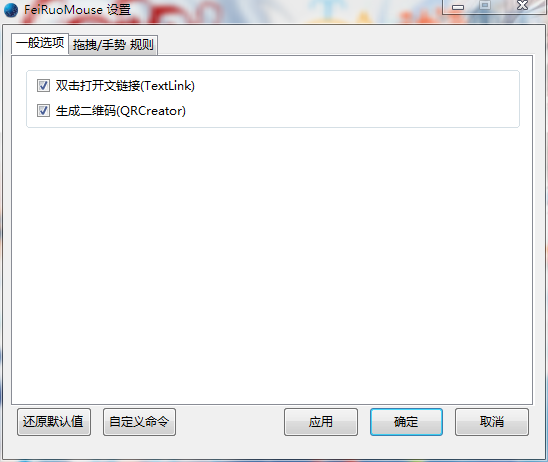 FeiRuoMouse 设置
一般选项
拖拽/手势 规则
双击打开文链接(TextLink)
生成二维码(QRCreator)
还原默认值
自定义命令
应用
确定
取消